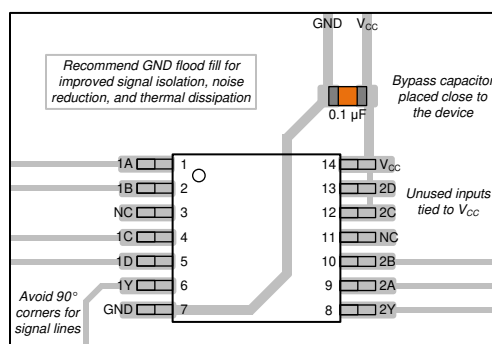 GND VCC
Recommend GND flood fill for
improved signal isolation, noise
reduction, and thermal dissipation
Bypass capacitor
placed close to
the device
0.1 µF
1A 1 14 VCC
1B 2 13 2D
Unused inputs
tied to VCC
NC 3 12 2C
1C 4 11 NC
1D 5 10 2B
1Y 6 9 2A
GND 7 8 2Y
Avoid 90°
corners for
signal lines